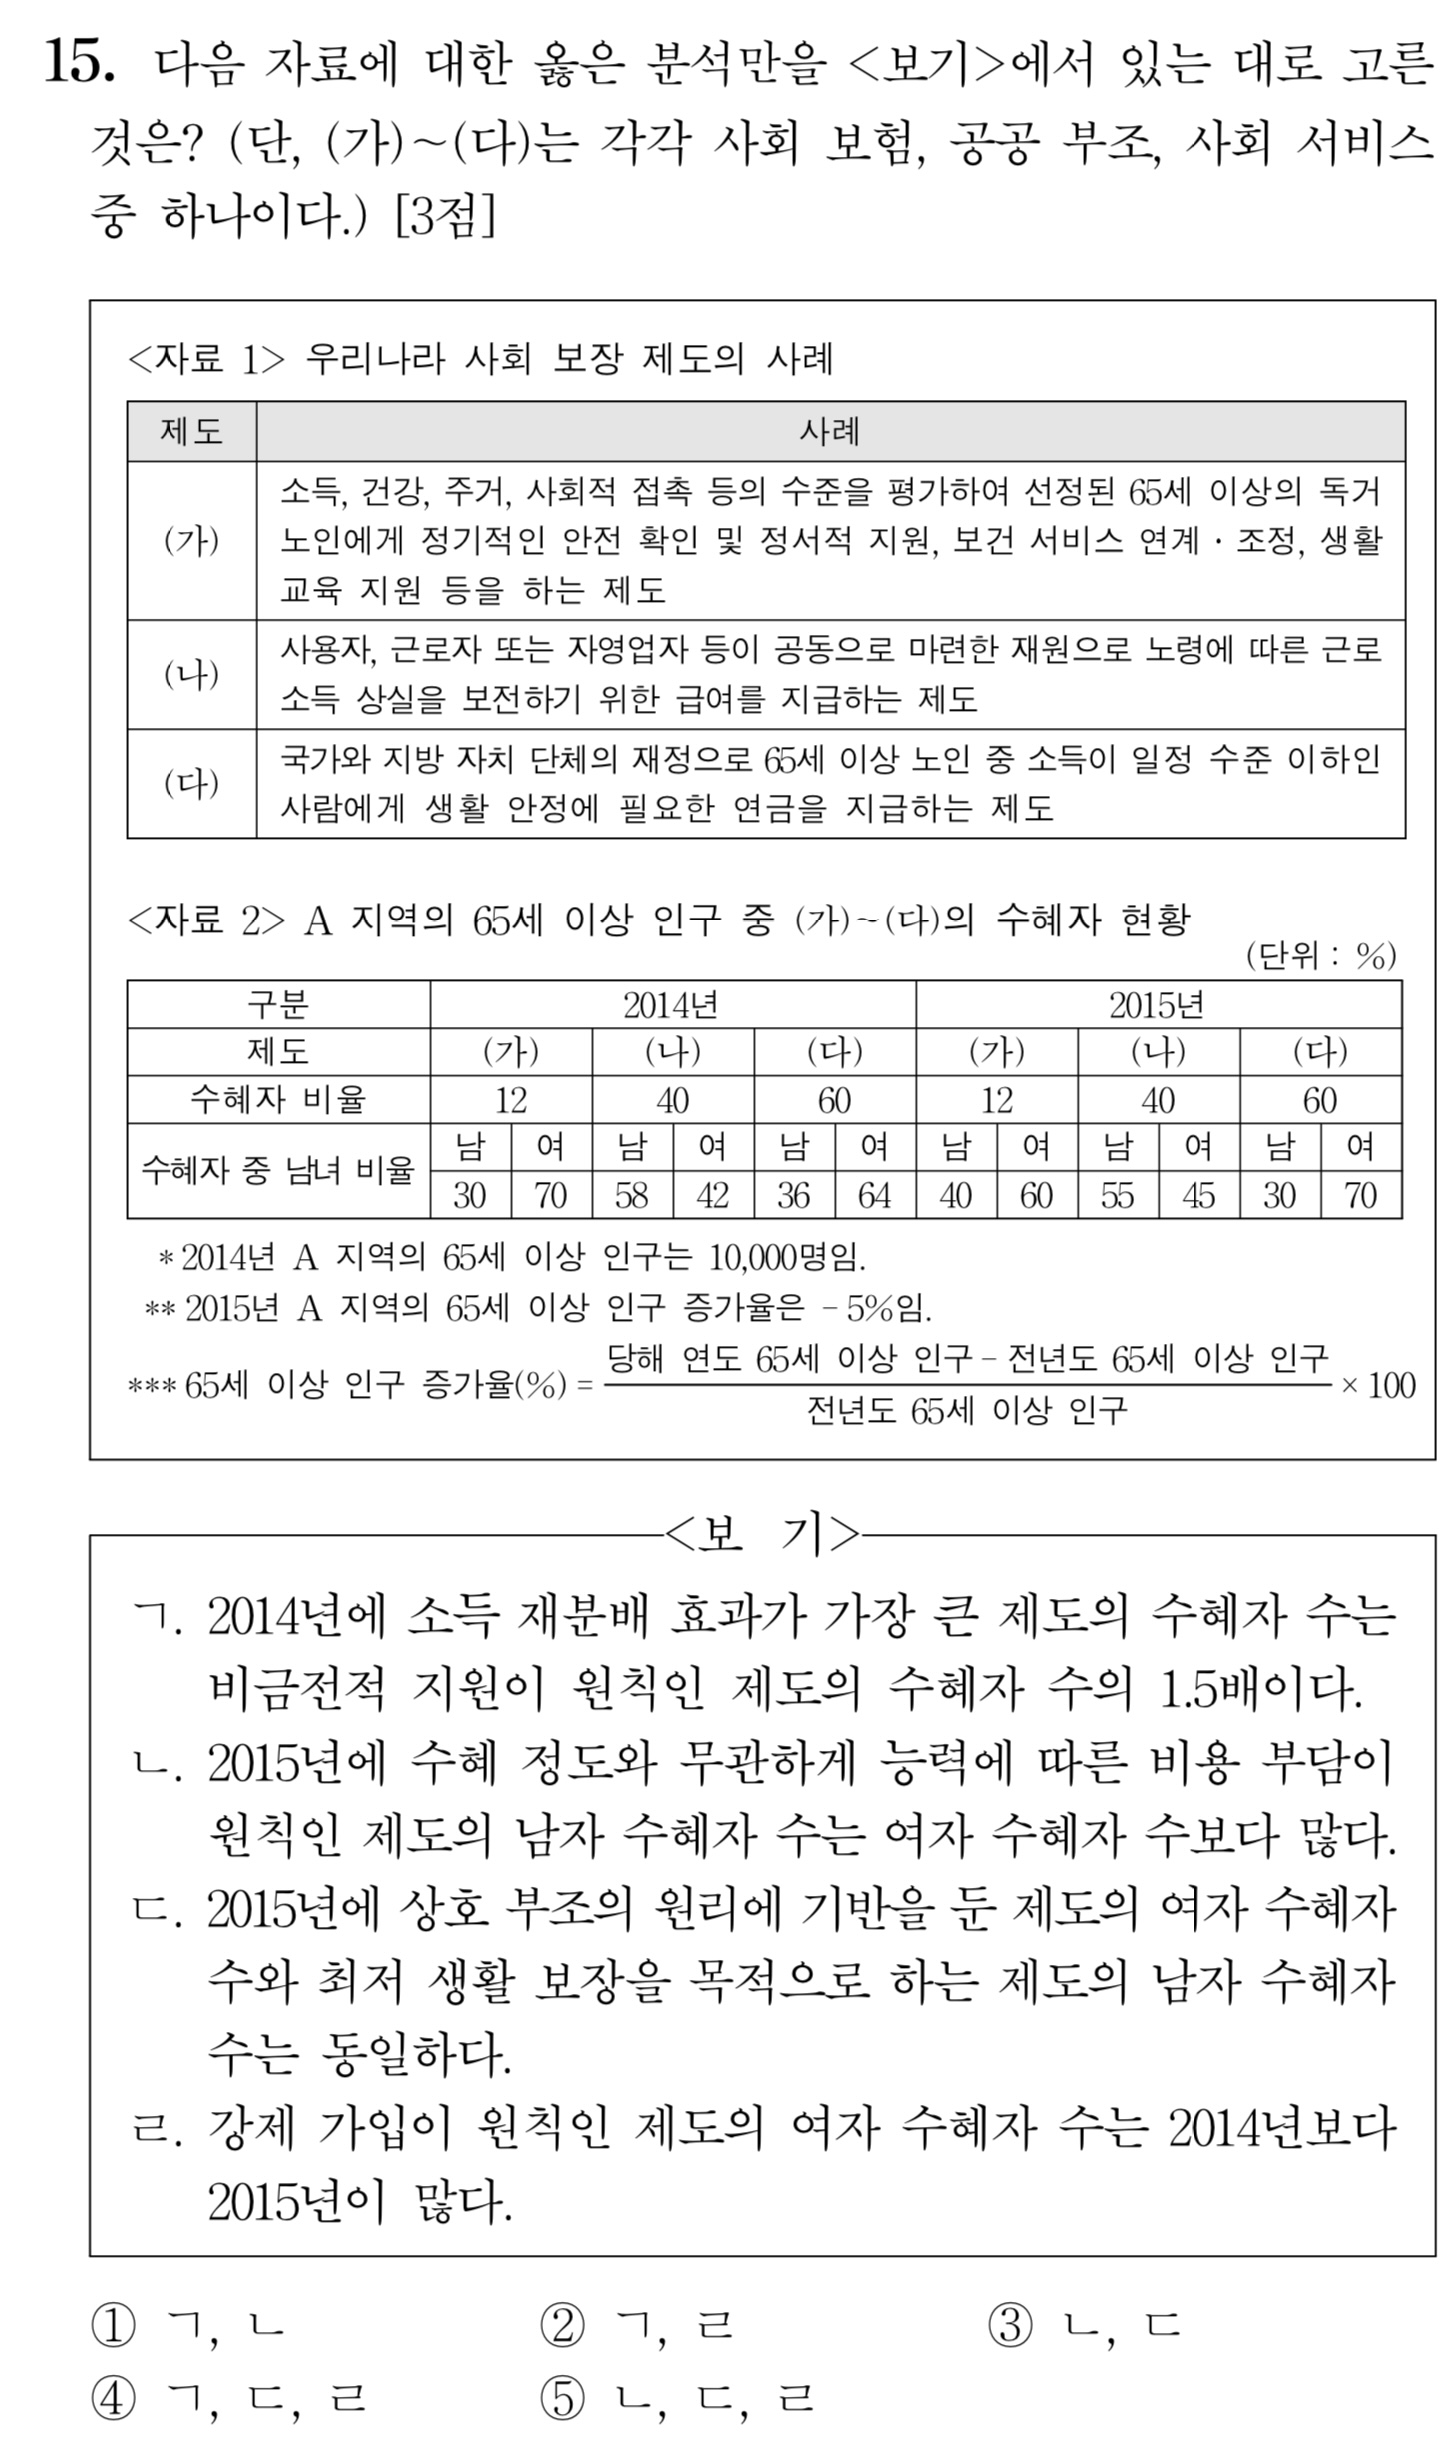 15. 다음 자료에 대한 옳은 분석만을 <보기>에서 있는 대로 고른
것은? (단, (가)~(다)는 각각 사회 보험, 공공 부조, 사회 서비스
중 하나이다.) [3점]
<자료 1> 우리나라 사회 보장 제도의 사례
제도 사례
(가) 소득, 건강, 주거, 사회적 접촉 등의 수준을 평가하여 선정된 65세 이상의 독거
노인에게 정기적인 안전 확인 및 정서적 지원, 보건 서비스 연계·조정, 생활
교육 지원 등을 하는 제도
(나) 사용자, 근로자 또는 자영업자 등이 공동으로 마련한 재원으로 노령에 따른 근로
소득 상실을 보전하기 위한 급여를 지급하는 제도
(다) 국가와 지방 자치 단체의 재정으로 65세 이상 노인 중 소득이 일정 수준 이하인
사람에게 생활 안정에 필요한 연금을 지급하는 제도
<자료 2> A 지역의 65세 이상 인구 중 (가)~(다)의 수혜자 현황
(단위: %)
구분 2014년 2015년
제도 (가) (나) (다) (가) (나) (다)
수혜자 비율 12 40 60 12 40 60
수혜자 중 남녀 비율 남 여 남 여 남 여 남 여 남 여 남 여
30 70 58 42 36 64 40 60 55 45 30 70
* 2014년 A 지역의 65세 이상 인구는 10,000명임.
** 2015년 A 지역의 65세 이상 인구 증가율은 -5%임.
*** 65세 이상 인구 증가율(%) = 당해 연도 65세 이상 인구 - 전년도 65세 이상 인구 / 전년도 65세 이상 인구 × 100
<보 기>
ㄱ. 2014년에 소득 재분배 효과가 가장 큰 제도의 수혜자 수는
비금전적 지원이 원칙인 제도의 수혜자 수의 1.5배이다.
ㄴ. 2015년에 수혜 정도와 무관하게 능력에 따른 비용 부담이
원칙인 제도의 남자 수혜자 수는 여자 수혜자 수보다 많다.
ㄷ. 2015년에 상호 부조의 원리에 기반을 둔 제도의 여자 수혜자
수와 최저 생활 보장을 목적으로 하는 제도의 남자 수혜자
수는 동일하다.
ㄹ. 강제 가입이 원칙인 제도의 여자 수혜자 수는 2014년보다
2015년이 많다.
① ㄱ, ㄴ ② ㄱ, ㄹ ③ ㄴ, ㄷ
④ ㄱ, ㄷ, ㄹ ⑤ ㄴ, ㄷ, ㄹ